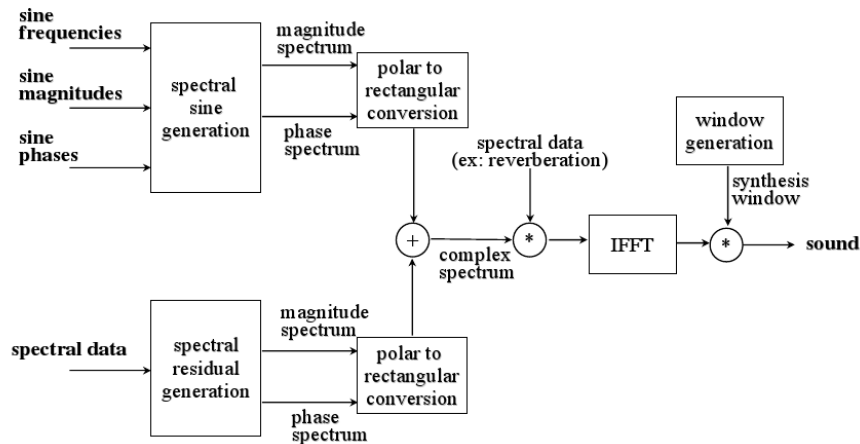 sine
frequencies
sine
magnitudes
sine
phases
spectral
sine
generation
magnitude
spectrum
phase
spectrum
polar to
rectangular
conversion
spectral data
(ex: reverberation)
window
generation
synthesis
window
+
complex
spectrum
*
IFFT
*
sound
spectral data
spectral
residual
generation
magnitude
spectrum
phase
spectrum
polar to
rectangular
conversion